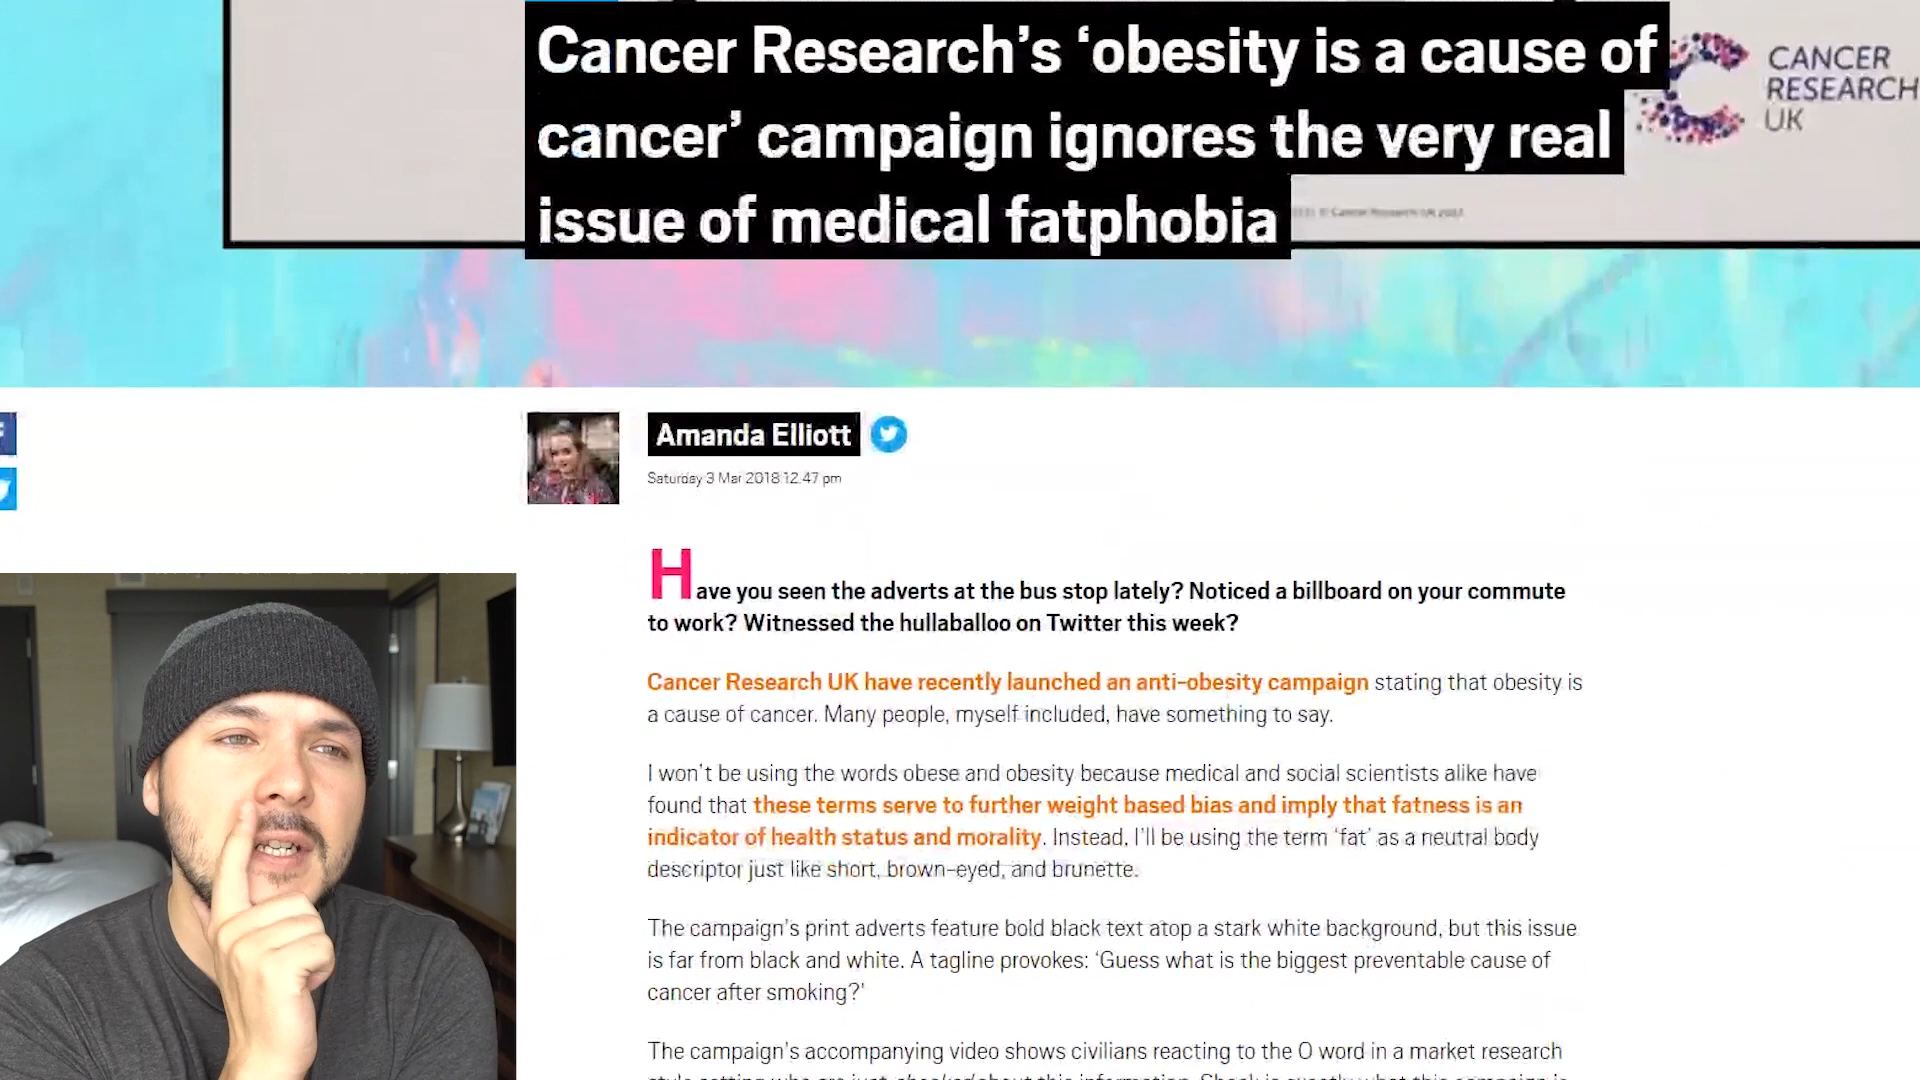 Cancer Research's ‘obesity is a cause of
cancer’ campaign ignores the very real
issue of medical fatphobia
CANCER
RESEARCH
UK
Cancer Research UK
Amanda Elliott
Saturday 3 Mar 2018 12.47 pm
Have you seen the adverts at the bus stop lately? Noticed a billboard on your commute
to work? Witnessed the hullaballoo on Twitter this week?
Cancer Research UK have recently launched an anti-obesity campaign stating that obesity is
a cause of cancer. Many people, myself included, have something to say.
I won't be using the words obese and obesity because medical and social scientists alike have
found that these terms serve to further weight based bias and imply that fatness is an
indicator of health status and morality. Instead, I'll be using the term ‘fat’ as a neutral body
descriptor just like short, brown-eyed, and brunette.
The campaign's print adverts feature bold black text atop a stark white background, but this issue
is far from black and white. A tagline provokes: ‘Guess what is the biggest preventable cause of
cancer after smoking?’
The campaign's accompanying video shows civilians reacting to the O word in a market research